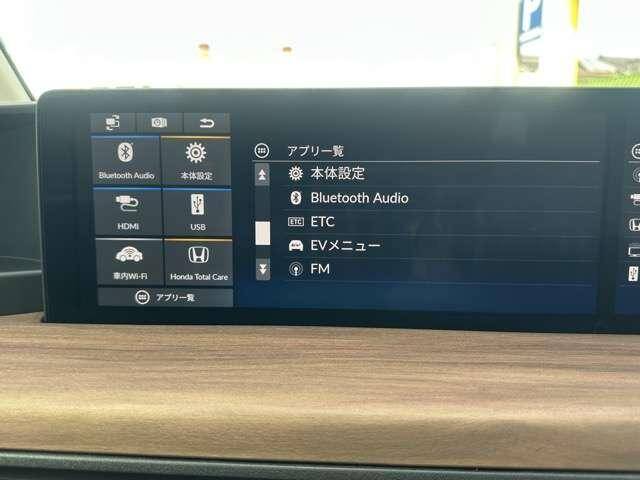 Bluetooth Audio
本体設定
HDMI
USB
車内Wi-Fi
Honda Total Care
アプリ一覧
アプリ一覧
本体設定
Bluetooth Audio
ETC
ETC
EVメニュー
FM
P